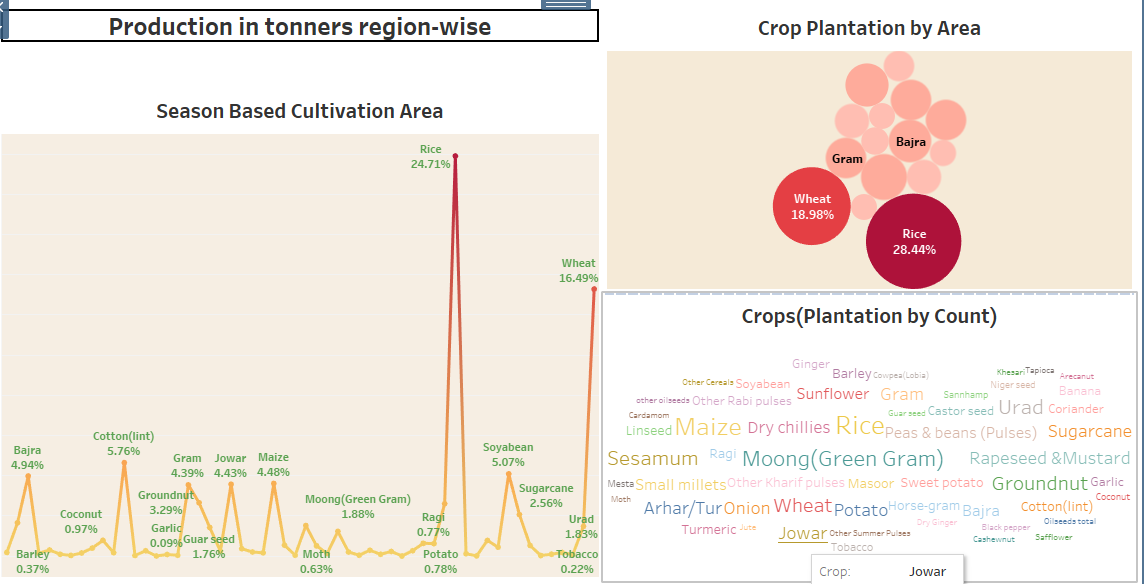 Production in tonners region-wise
Season Based Cultivation Area
Rice
24.71%
Wheat
16.49%
Cotton(lint)
5.76%
Bajra
4.94%
Gram
4.39%
Jowar
4.43%
Maize
4.48%
Soyabean
5.07%
Groundnut
3.29%
Moong(Green Gram)
1.88%
Sugarcane
2.56%
Coconut
0.97%
Garlic
0.09%
Guar seed
1.76%
Ragi
0.77%
Urad
1.83%
Barley
0.37%
Moth
0.63%
Potato
0.78%
Tobacco
0.22%
Crop Plantation by Area
Bajra
Gram
Wheat
18.98%
Rice
28.44%
Crops(Plantation by Count)
Ginger
Barley Cowpea(Lobia)
Khesari Tapioca
Arecanut
Other Cereals Soyabean
Niger seed
Banana
other oilseeds Other Rabi pulses Sunflower Gram Sannhamp
Cardamom
Guar seed Castor seed Urad Coriander
Linseed Maize Dry chillies Rice Peas & beans (Pulses) Sugarcane
Sesamum Ragi Moong(Green Gram) Rapeseed &Mustard
Mesta Small millets Other Kharif pulses Masoor Sweet potato Groundnut Garlic
Moth
Coconut
Arhar/Tur Onion Wheat Potato Horse-gram Bajra Cotton(lint)
Turmeric Jute
Dry Ginger
Black pepper
Oilseeds total
Jowar Other Summer Pulses
Cashewnut
Safflower
Tobacco
Crop: Jowar